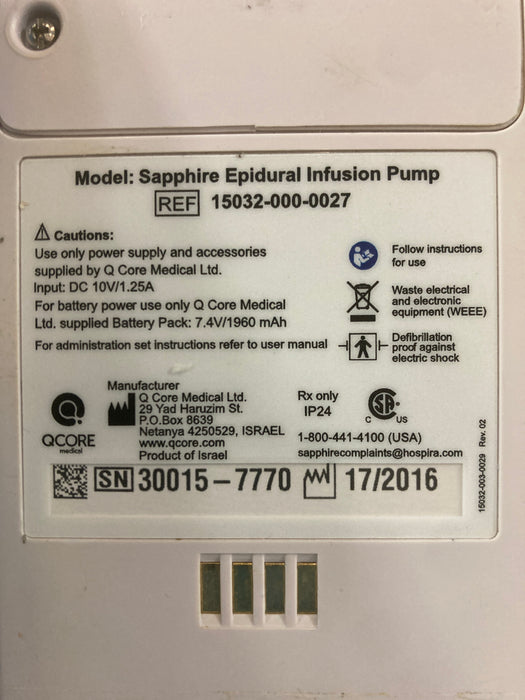 Model: Sapphire Epidural Infusion Pump
REF 15032-000-0027
Cautions:
Use only power supply and accessories
supplied by Q Core Medical Ltd.
Input: DC 10V/1.25A
For battery power use only Q Core Medical
Ltd. supplied Battery Pack: 7.4V/1960 mAh
For administration set instructions refer to user manual
Follow instructions
for use
Waste electrical
and electronic
equipment (WEEE)
Defibrillation
proof against
electric shock
QCORE
medical
Manufacturer
Q Core Medical Ltd.
29 Yad Haruzim St.
P.O.Box 8639
Netanya 4250529, ISRAEL
www.qcore.com
Product of Israel
Rx only
IP24
C SA US
1-800-441-4100 (USA)
sapphirecomplaints@hospira.com
SN 30015-7770 17/2016
15032-003-0029 Rev. 02